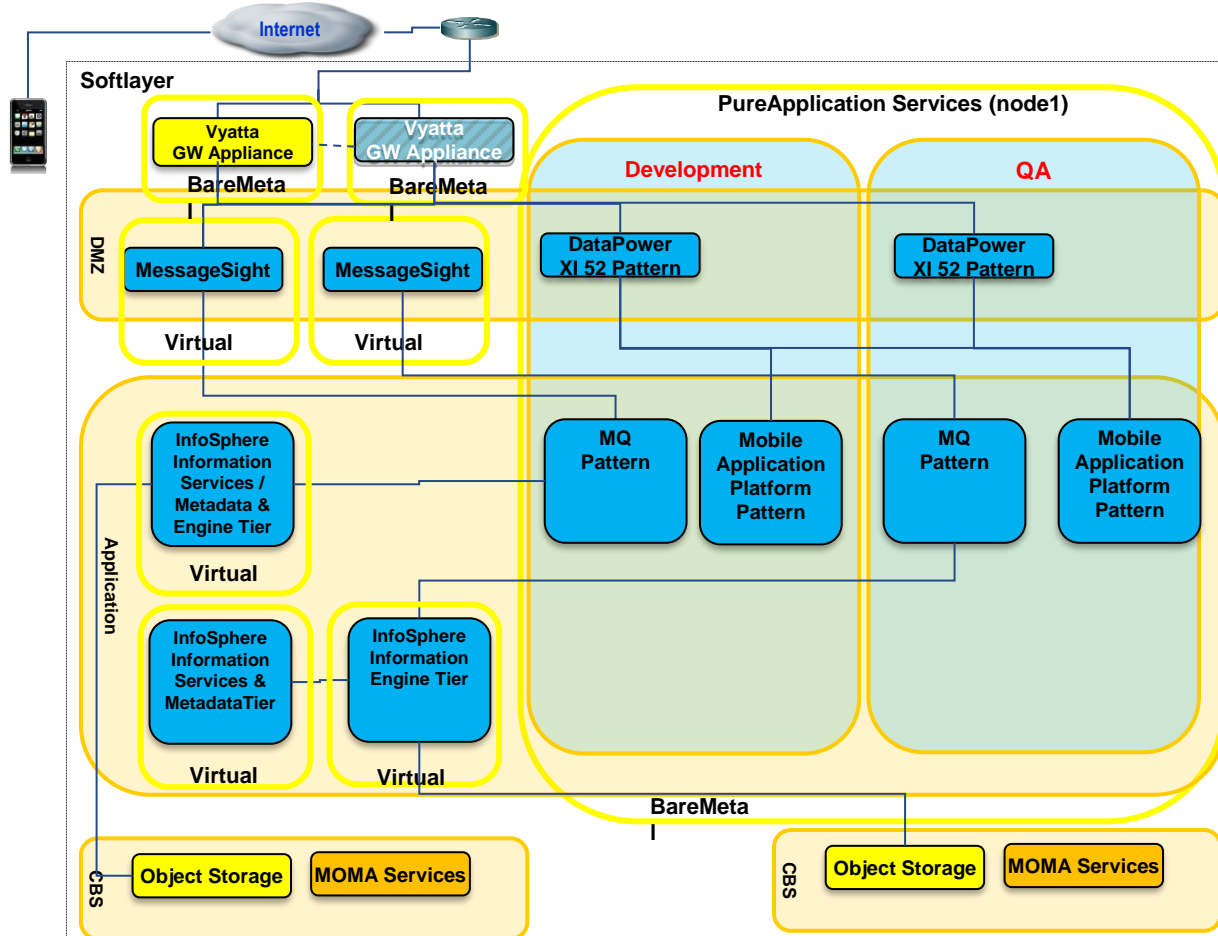 Internet
Softlayer
PureApplication Services (node1)
Vyatta
GW Appliance
Vyatta
GW Appliance
BareMeta
l
BareMeta
l
Development
QA
DMZ
MessageSight
MessageSight
DataPower
XI 52 Pattern
DataPower
XI 52 Pattern
Virtual
Virtual
Application
InfoSphere
Information
Services /
Metadata &
Engine Tier
Virtual
MQ
Pattern
Mobile
Application
Platform
Pattern
MQ
Pattern
Mobile
Application
Platform
Pattern
InfoSphere
Information
Services &
MetadataTier
Virtual
InfoSphere
Information
Engine Tier
Virtual
BareMeta
l
CBS
Object Storage
MOMA Services
CBS
Object Storage
MOMA Services